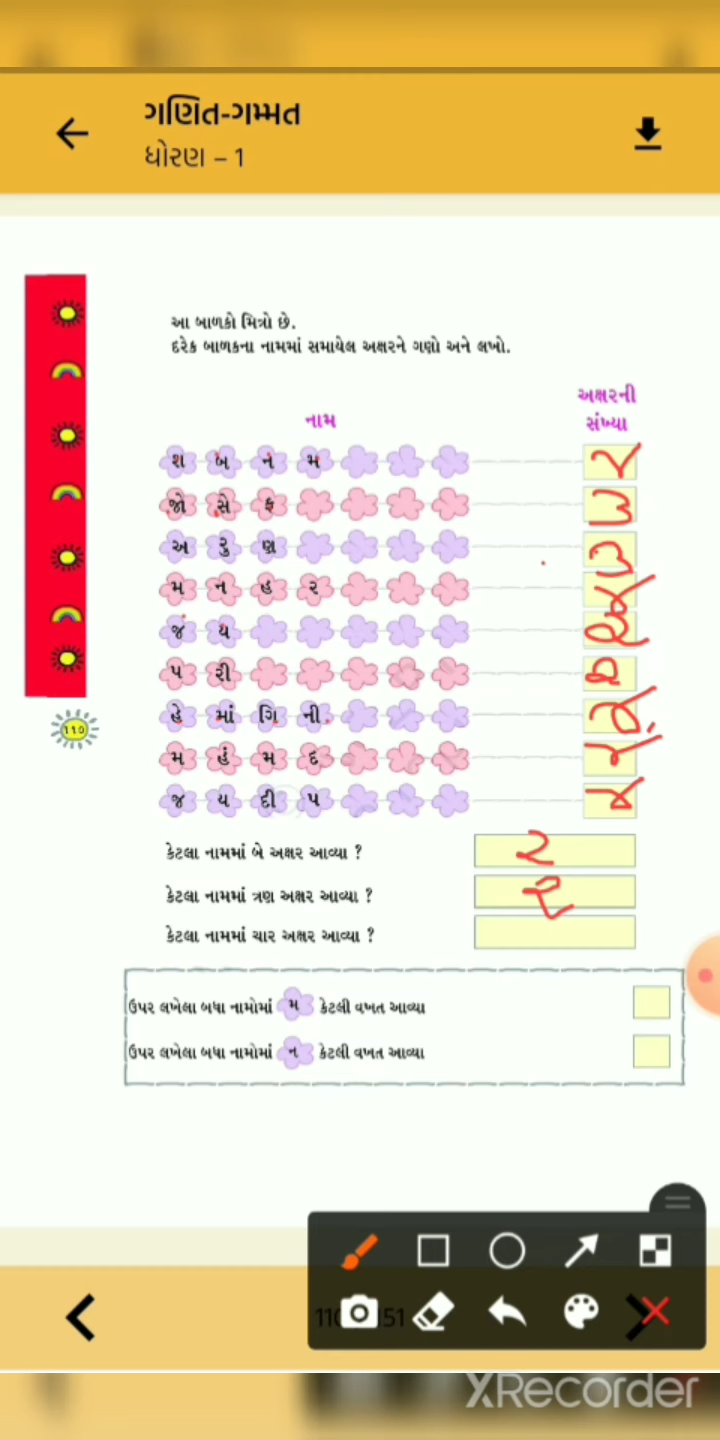 ગણિત-ગમ્મત
ધોરણ – 1
આ બાળકો મિત્રો છે.
દરેક બાળકના નામમાં સમાયેલ અક્ષરને ગણો અને લખો.
નામ
અક્ષરની
સંખ્યા
શ બ ન મ
જો સે ફ
અ રુ ણ
મ ન હ ર
જ ય
પ રી
હે માં ગિ ની
મ હં મ દ
જ ય દી પ
૧૧૦
કેટલા નામમાં બે અક્ષર આવ્યા ? ૨
કેટલા નામમાં ત્રણ અક્ષર આવ્યા ?
કેટલા નામમાં ચાર અક્ષર આવ્યા ?
ઉપર લખેલા બધા નામોમાં મ કેટલી વખત આવ્યા
ઉપર લખેલા બધા નામોમાં ન કેટલી વખત આવ્યા
XRecorder